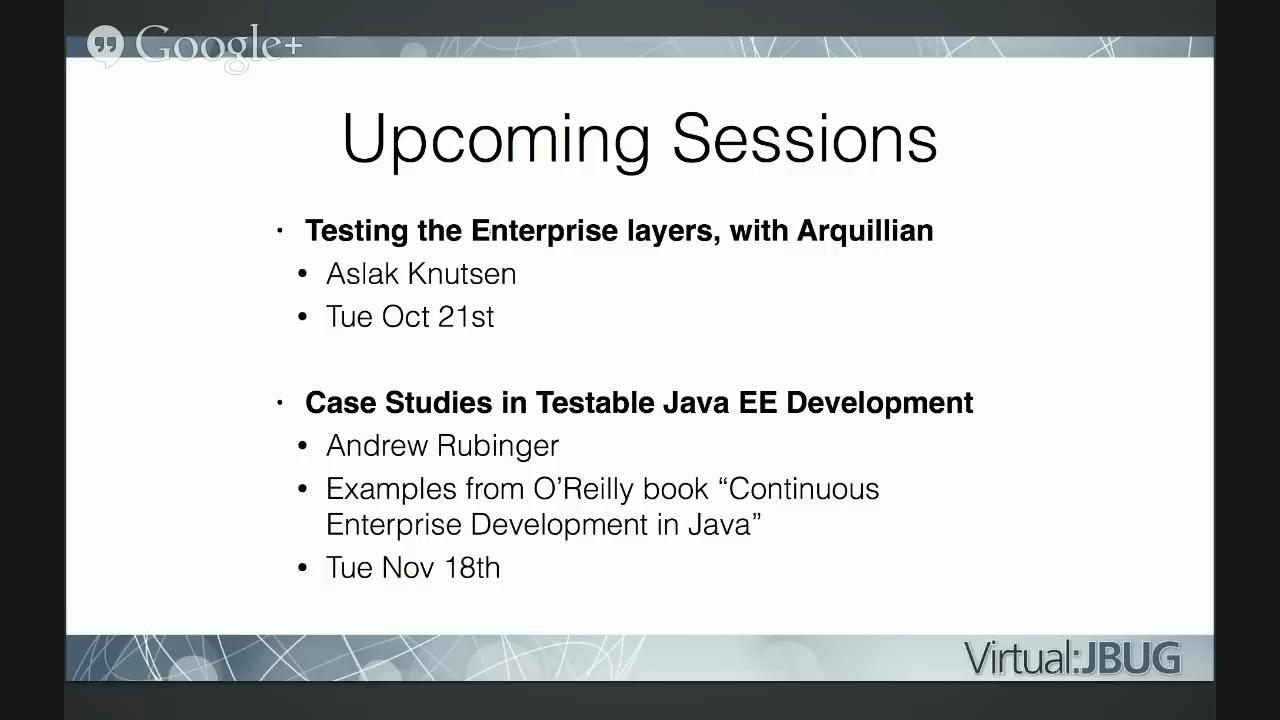 Google+
Upcoming Sessions
· Testing the Enterprise layers, with Arquillian
• Aslak Knutsen
• Tue Oct 21st
· Case Studies in Testable Java EE Development
• Andrew Rubinger
• Examples from O’Reilly book “Continuous
Enterprise Development in Java”
• Tue Nov 18th
Virtual:JBUG